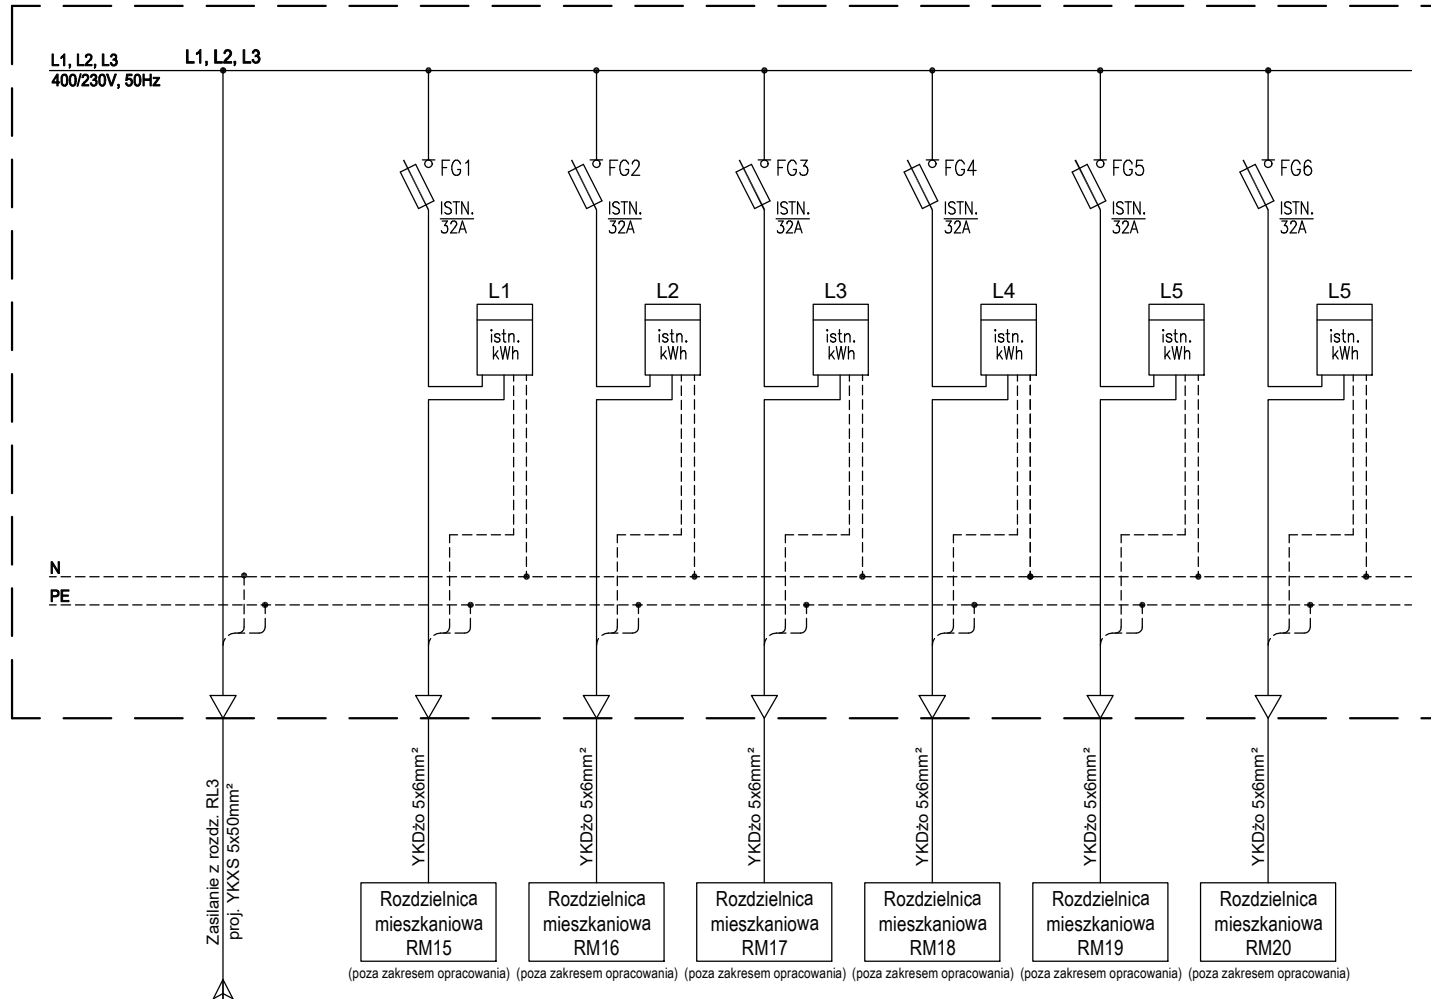 L1, L2, L3
L1, L2, L3
400/230V, 50Hz
FG1
ISTN.
32A
FG2
ISTN.
32A
FG3
ISTN.
32A
FG4
ISTN.
32A
FG5
ISTN.
32A
FG6
ISTN.
32A
L1
istn.
kWh
L2
istn.
kWh
L3
istn.
kWh
L4
istn.
kWh
L5
istn.
kWh
L5
istn.
kWh
N
PE
Zasilanie z rozdz. RL3
proj. YKXS 5x50mm²
YKDżo 5x6mm²
YKDżo 5x6mm²
YKDżo 5x6mm²
YKDżo 5x6mm²
YKDżo 5x6mm²
YKDżo 5x6mm²
Rozdzielnica
mieszkaniowa
RM15
(poza zakresem opracowania)
Rozdzielnica
mieszkaniowa
RM16
(poza zakresem opracowania)
Rozdzielnica
mieszkaniowa
RM17
(poza zakresem opracowania)
Rozdzielnica
mieszkaniowa
RM18
(poza zakresem opracowania)
Rozdzielnica
mieszkaniowa
RM19
(poza zakresem opracowania)
Rozdzielnica
mieszkaniowa
RM20
(poza zakresem opracowania)